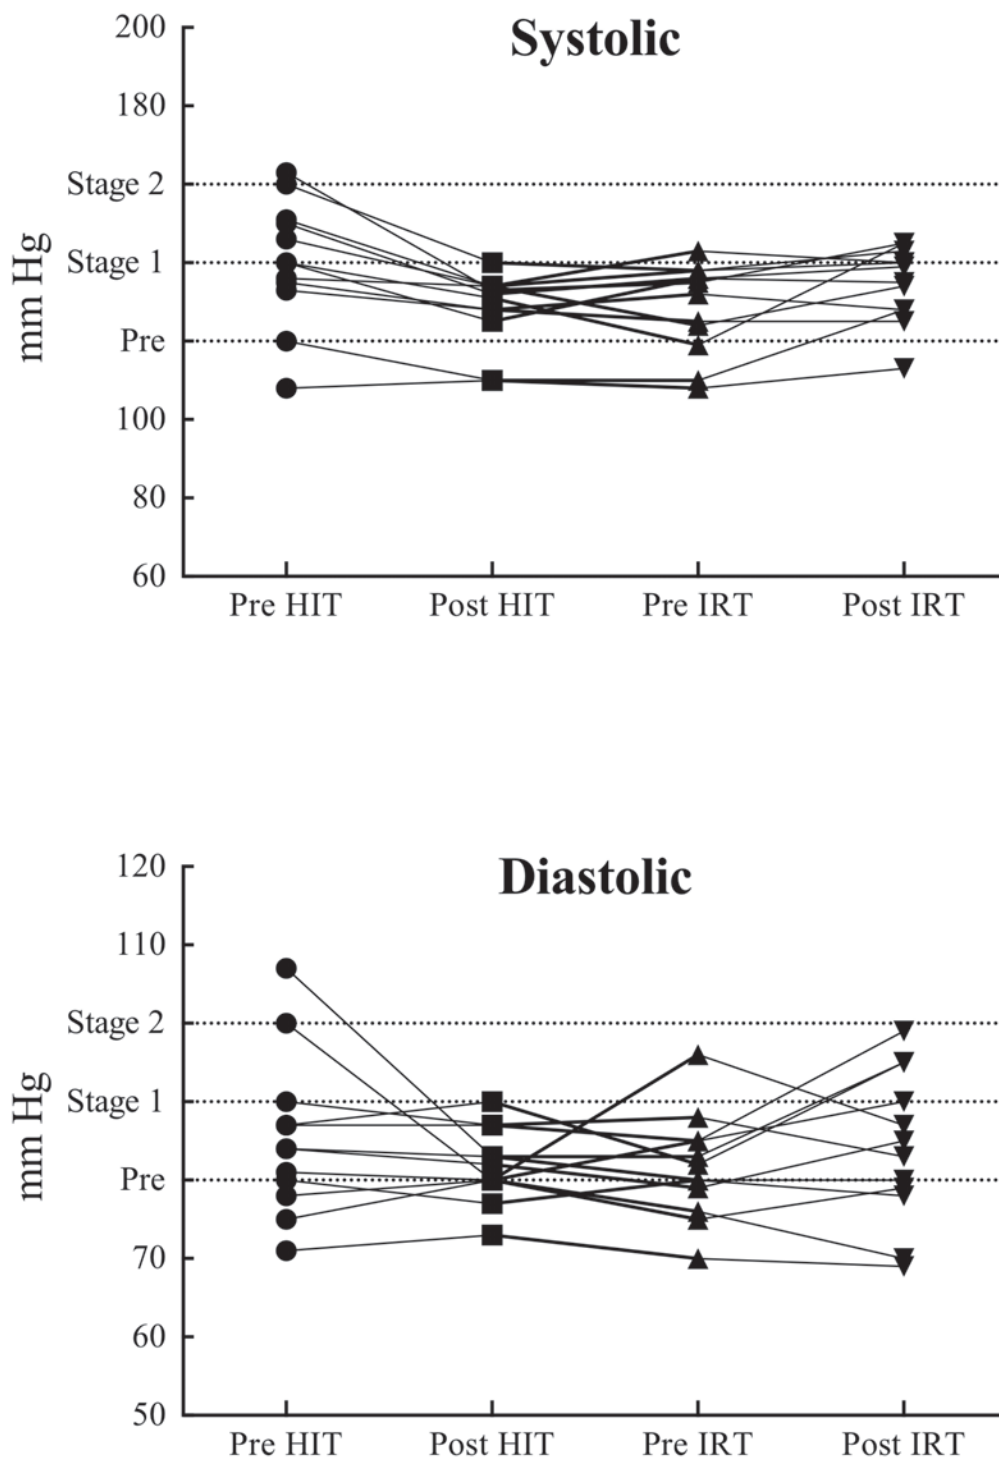 Systolic
200
180
Stage 2
Stage 1
Pre
100
80
60
mm Hg
Pre HIT Post HIT Pre IRT Post IRT
Diastolic
120
110
Stage 2
Stage 1
Pre
70
60
50
mm Hg
Pre HIT Post HIT Pre IRT Post IRT